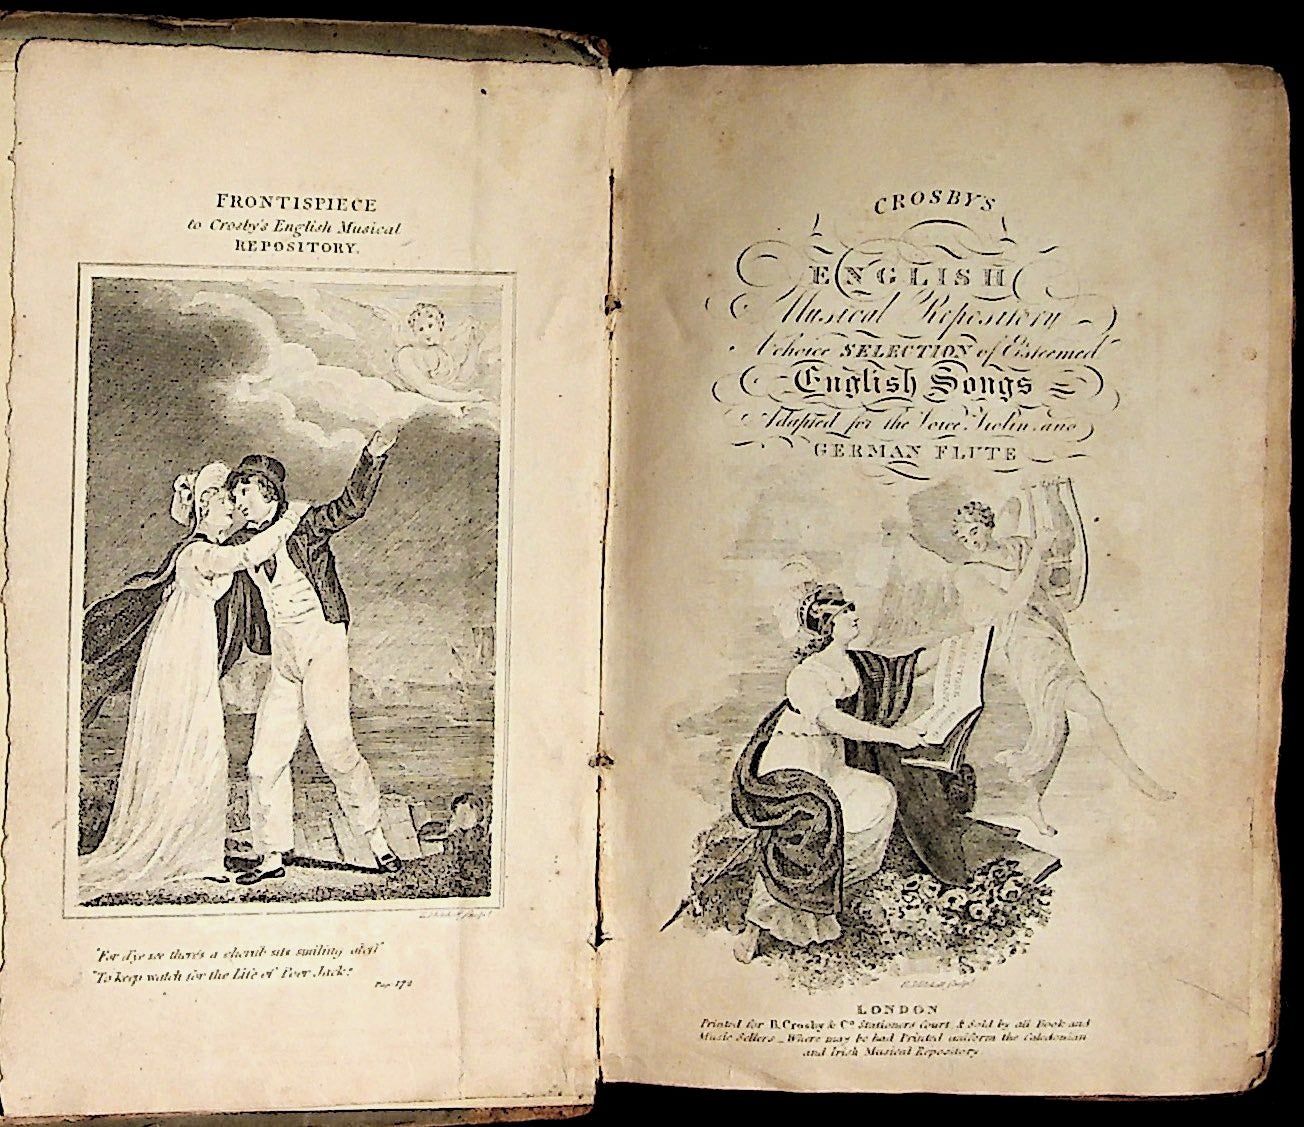 FRONTISPIECE
to Crosby's English Musical
REPOSITORY.
"For d'ye see there's a cherub sits smiling aloft"
"To keep watch for the Life of Poor Jack:
Page 172
CROSBY'S
ENGLISH
Musical Repository
A choice SELECTION of Esteemed
English Songs
Adapted for the Voice Violin and
GERMAN FLUTE
LONDON
Printed for B. Crosby & Co Stationers Court & Sold by all Book and
Music Sellers _ Where may be had Printed uniform the Caledonian
and Irish Musical Repository